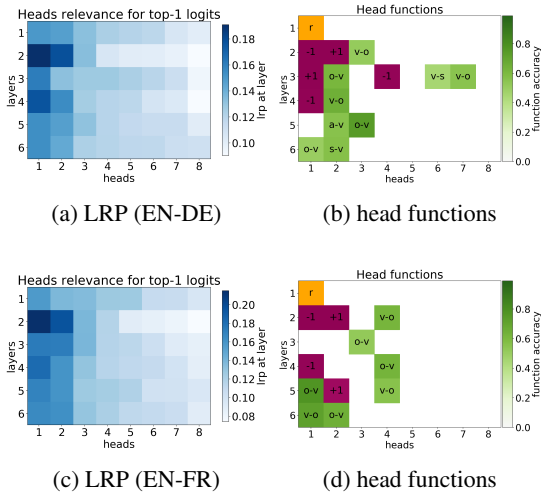 Heads relevance for top-1 logits
Head functions
layers
1
2
3
4
5
6
1 2 3 4 5 6 7 8
heads
0.18
0.16
0.14
0.12
0.10
lrp at layer
1
2
3
4
5
6
r
-1 +1 v-o
+1 o-v -1 v-s v-o
-1 v-o
a-v o-v
o-v s-v
1 2 3 4 5 6 7 8
heads
layers
0.8
0.6
0.4
0.2
0.0
function accuracy
(a) LRP (EN-DE)
(b) head functions
Heads relevance for top-1 logits
Head functions
layers
1
2
3
4
5
6
1 2 3 4 5 6 7 8
heads
0.20
0.18
0.16
0.14
0.12
0.10
0.08
lrp at layer
layers
1
2
3
4
5
6
r
-1 +1 v-o
o-v
-1 o-v
o-v +1 v-o
v-o o-v
1 2 3 4 5 6 7 8
heads
0.8
0.6
0.4
0.2
0.0
function accuracy
(c) LRP (EN-FR)
(d) head functions